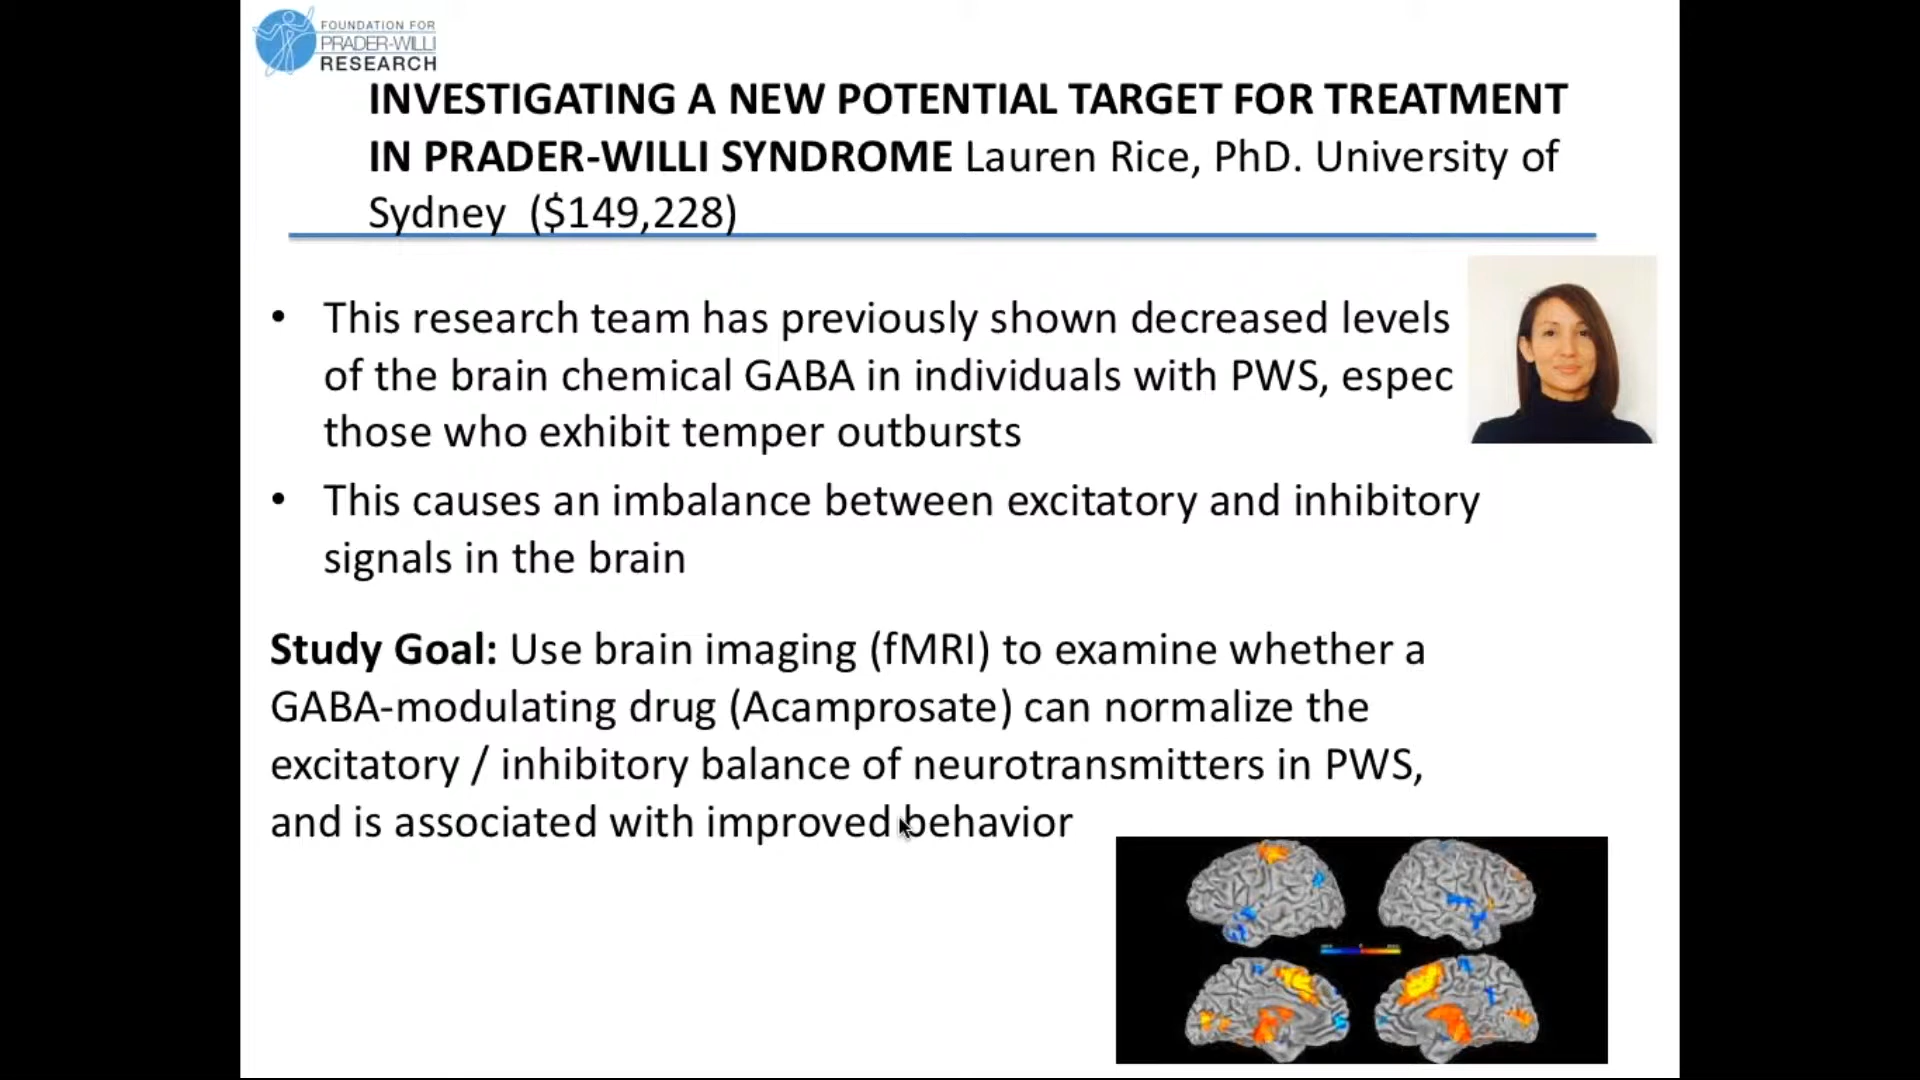 FOUNDATION FOR
PRADER-WILLI
RESEARCH
INVESTIGATING A NEW POTENTIAL TARGET FOR TREATMENT
IN PRADER-WILLI SYNDROME Lauren Rice, PhD. University of
Sydney ($149,228)
• This research team has previously shown decreased levels
of the brain chemical GABA in individuals with PWS, espec
those who exhibit temper outbursts
• This causes an imbalance between excitatory and inhibitory
signals in the brain
Study Goal: Use brain imaging (fMRI) to examine whether a
GABA-modulating drug (Acamprosate) can normalize the
excitatory / inhibitory balance of neurotransmitters in PWS,
and is associated with improved behavior